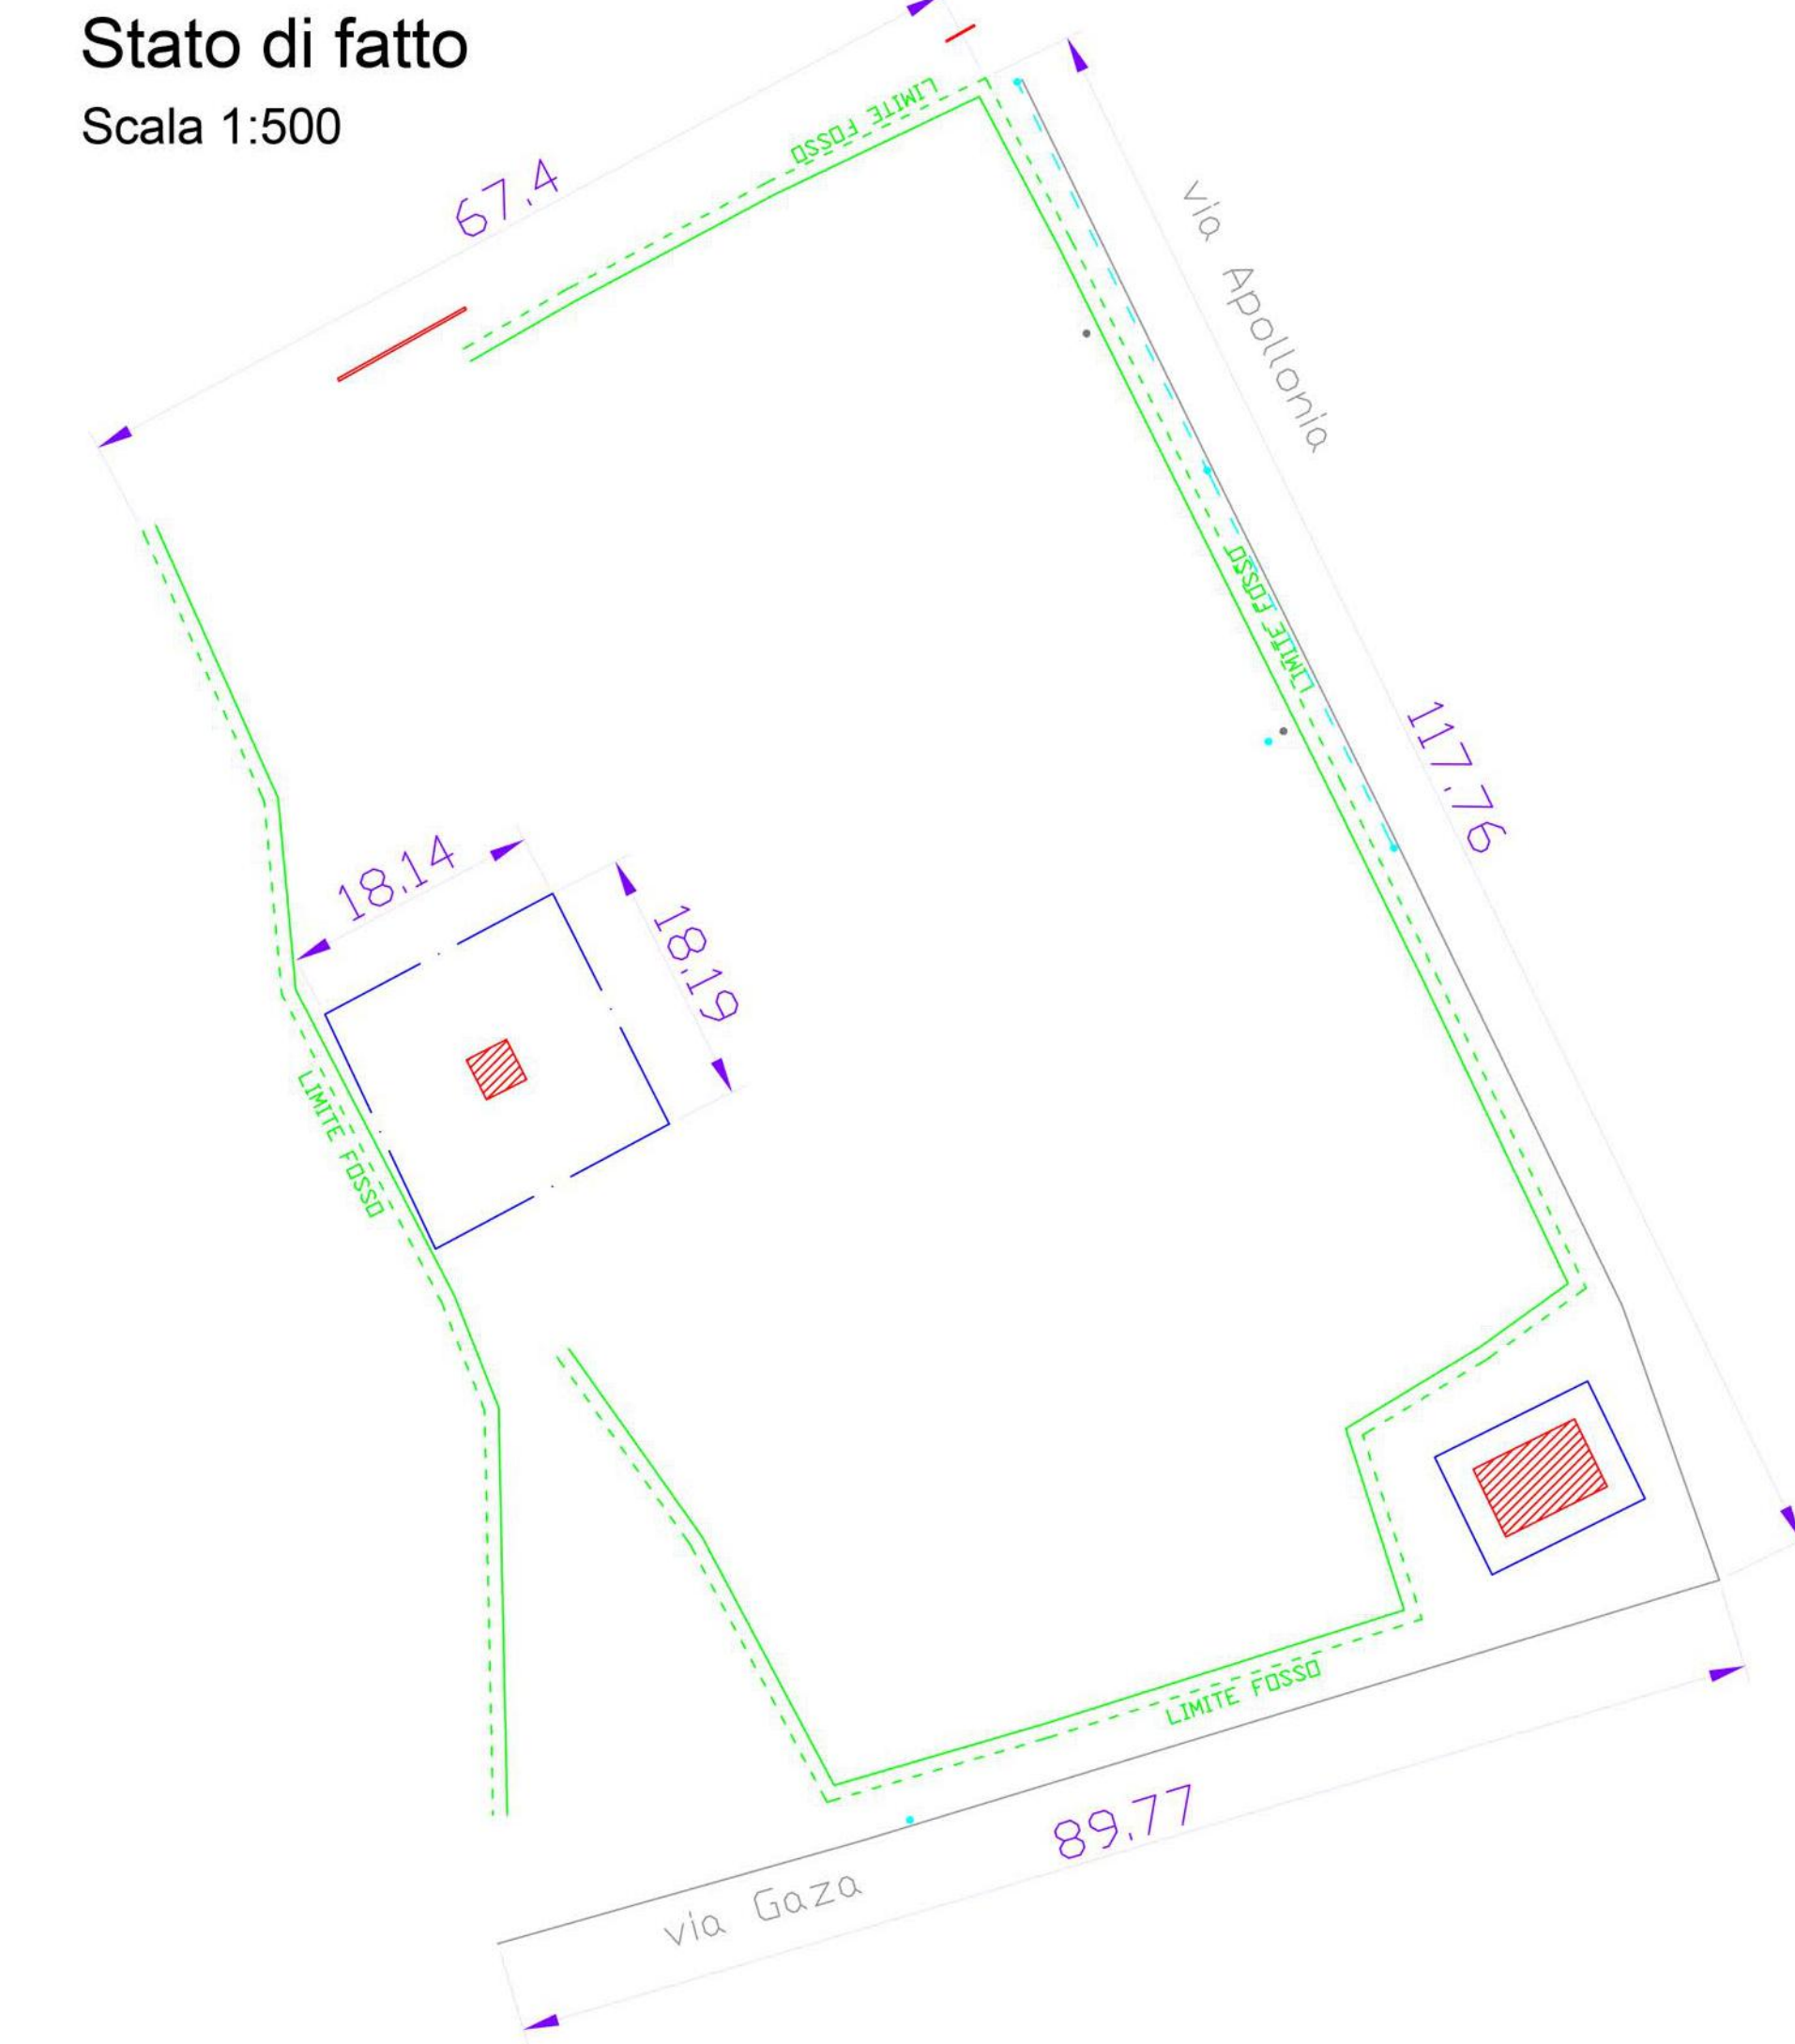 Stato di fatto
Scala 1:500
67.4
LIMITE FOSSO
via Apollonia
LIMITE FOSSO
117.76
18.14
18.19
LIMITE FOSSO
LIMITE FOSSO
89.77
via Gaza